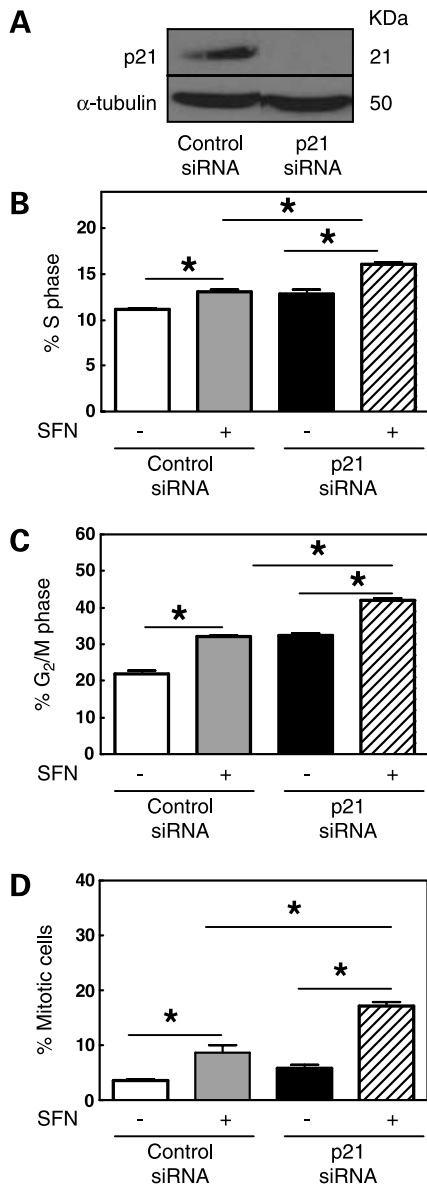 A
KDa
p21
21
α-tubulin
50
Control siRNA
p21 siRNA
B
% S phase
20
15
10
5
0
*
*
*
SFN - + - +
Control siRNA
p21 siRNA
C
% G₂/M phase
60
50
40
30
20
10
0
*
*
*
SFN - + - +
Control siRNA
p21 siRNA
D
% Mitotic cells
40
30
20
10
0
*
*
*
SFN - + - +
Control siRNA
p21 siRNA